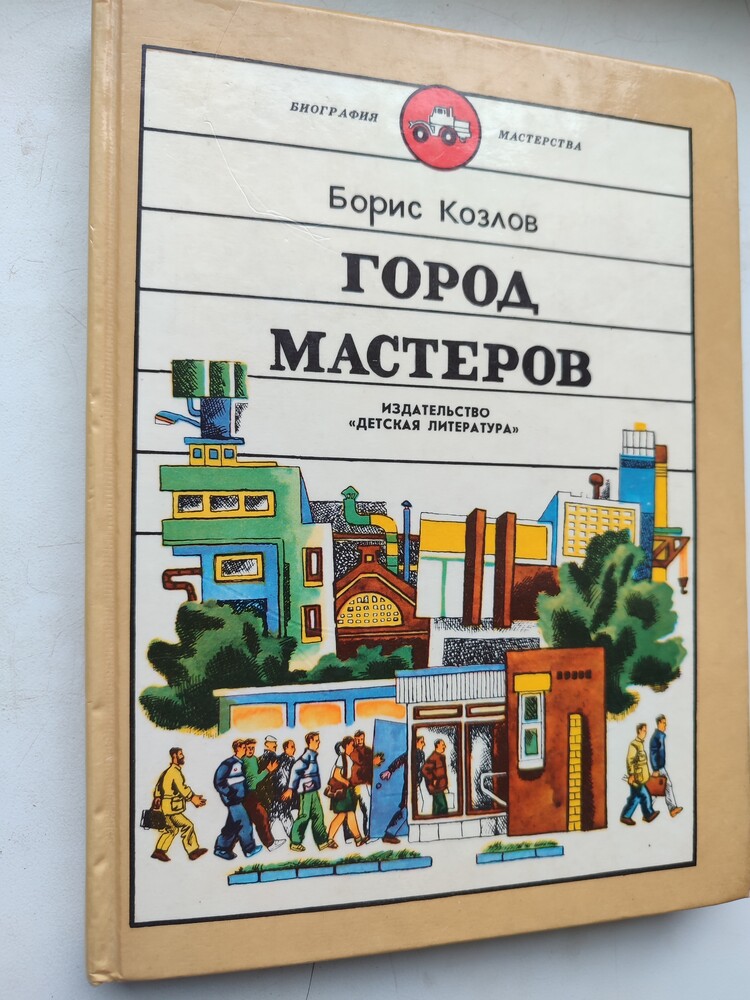 БИОГРАФИЯ МАСТЕРСТВА
Борис Козлов
ГОРОД
МАСТЕРОВ
ИЗДАТЕЛЬСТВО
«ДЕТСКАЯ ЛИТЕРАТУРА»